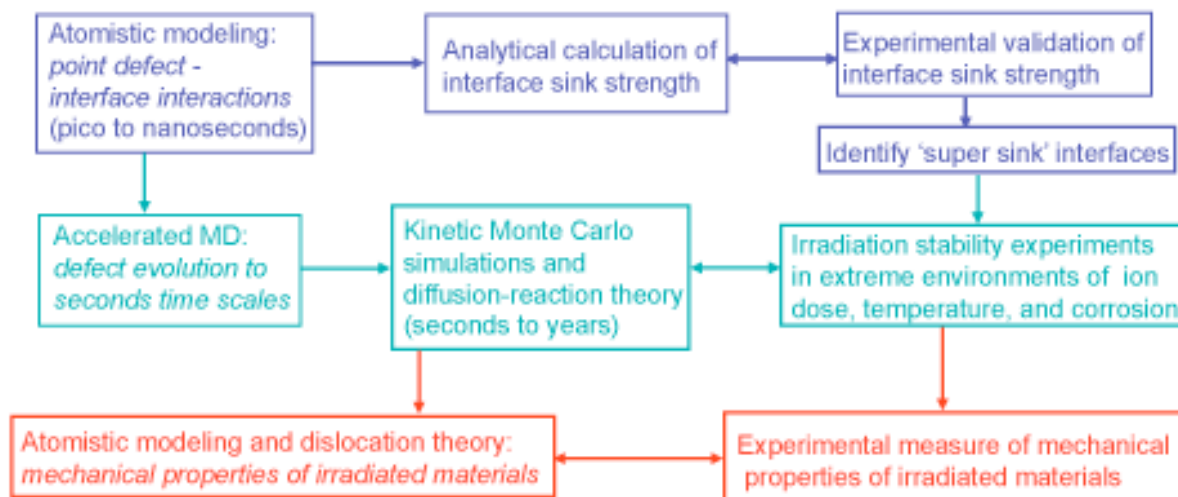 Atomistic modeling:
point defect -
interface interactions
(pico to nanoseconds)
Analytical calculation of
interface sink strength
Experimental validation of
interface sink strength
Identify ‘super sink’ interfaces
Accelerated MD:
defect evolution to
seconds time scales
Kinetic Monte Carlo
simulations and
diffusion-reaction theory
(seconds to years)
Irradiation stability experiments
in extreme environments of ion
dose, temperature, and corrosion
Atomistic modeling and dislocation theory:
mechanical properties of irradiated materials
Experimental measure of mechanical
properties of irradiated materials